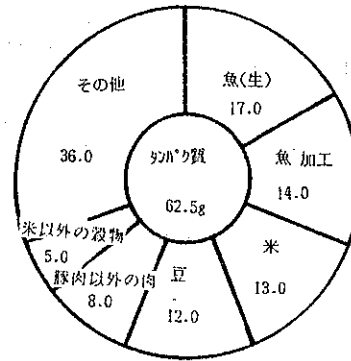 魚(生)
17.0
魚 加工
14.0
米
13.0
豆
12.0
豚肉以外の肉
8.0
米以外の穀物
5.0
その他
36.0
タンパク質
62.5g